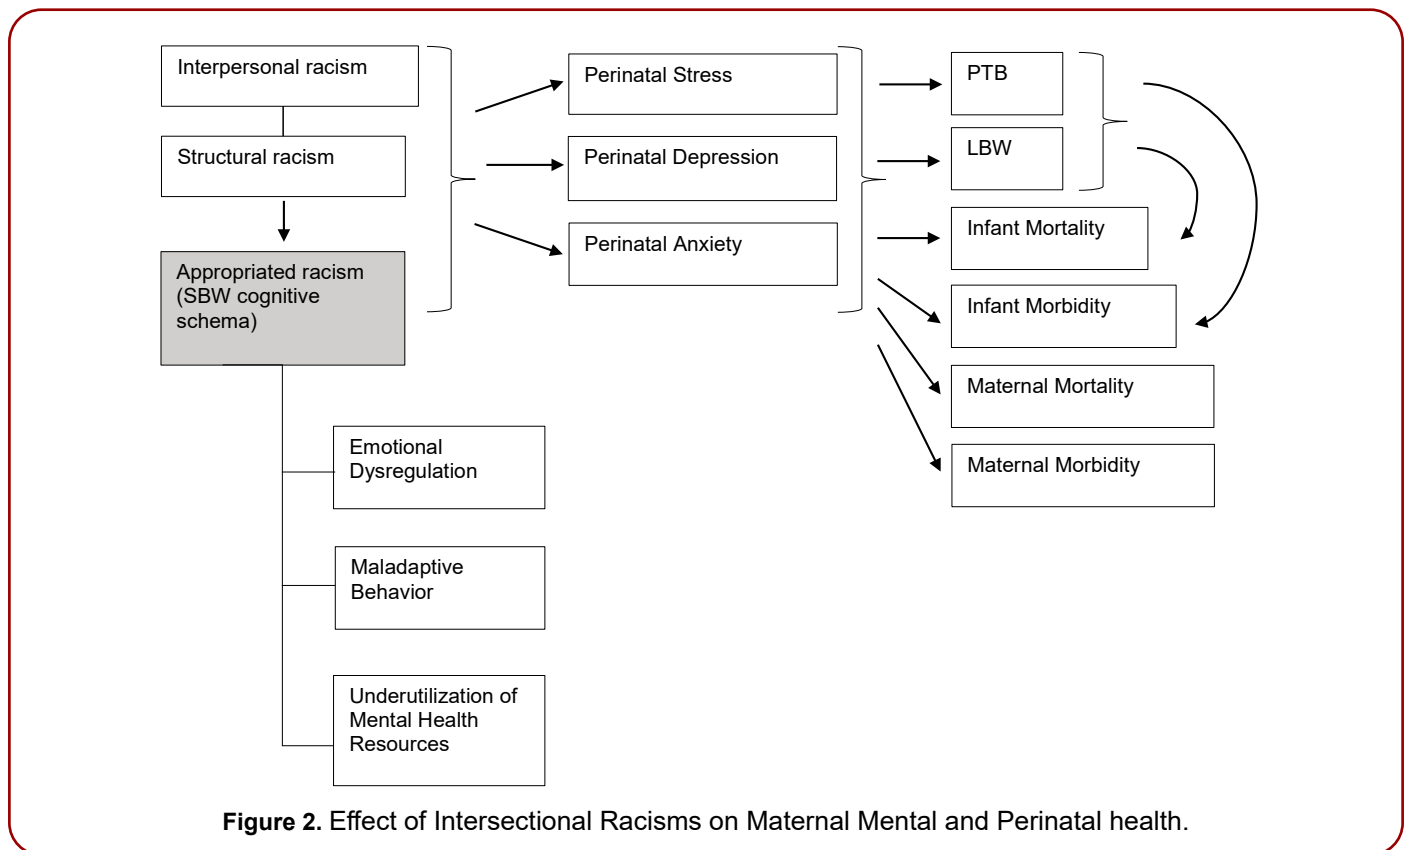 Interpersonal racism
Structural racism
Appropriated racism
(SBW cognitive
schema)
Emotional
Dysregulation
Maladaptive
Behavior
Underutilization of
Mental Health
Resources
Perinatal Stress
Perinatal Depression
Perinatal Anxiety
PTB
LBW
Infant Mortality
Infant Morbidity
Maternal Mortality
Maternal Morbidity
Figure 2. Effect of Intersectional Racisms on Maternal Mental and Perinatal health.